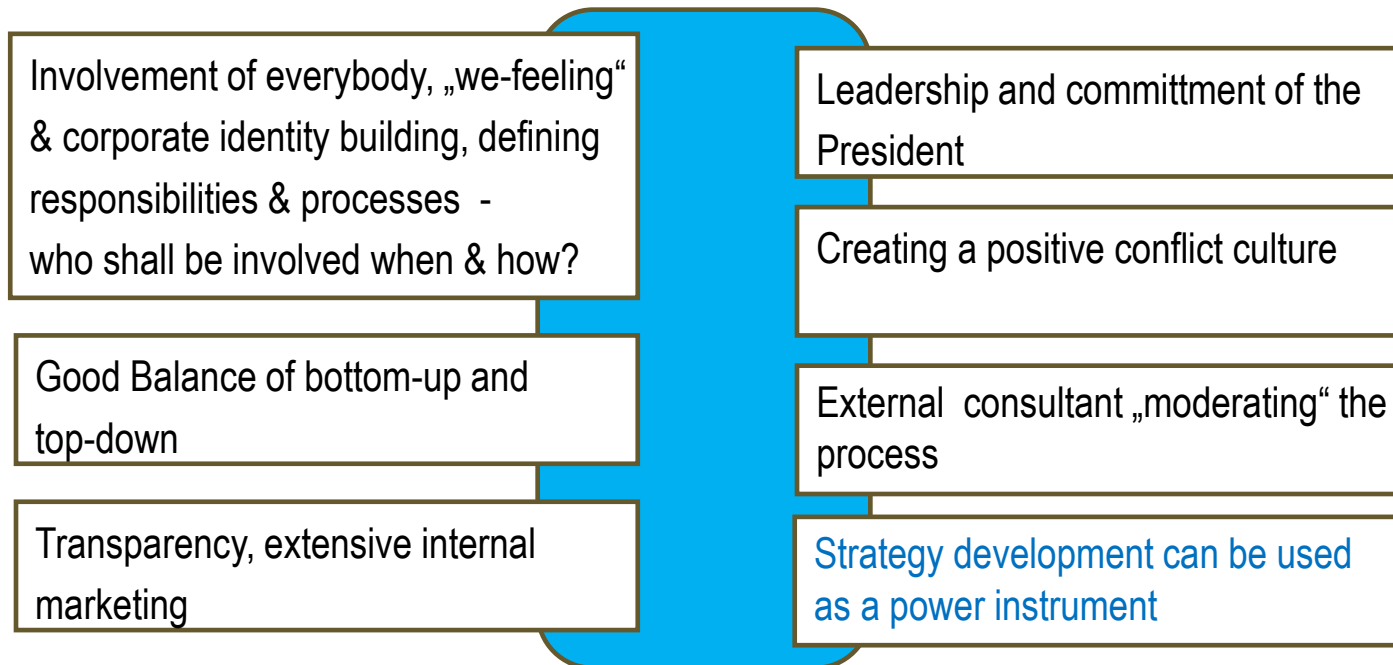 Involvement of everybody, „we-feeling“
& corporate identity building, defining
responsibilities & processes -
who shall be involved when & how?
Good Balance of bottom-up and
top-down
Transparency, extensive internal
marketing
Leadership and committment of the
President
Creating a positive conflict culture
External consultant „moderating“ the
process
Strategy development can be used
as a power instrument